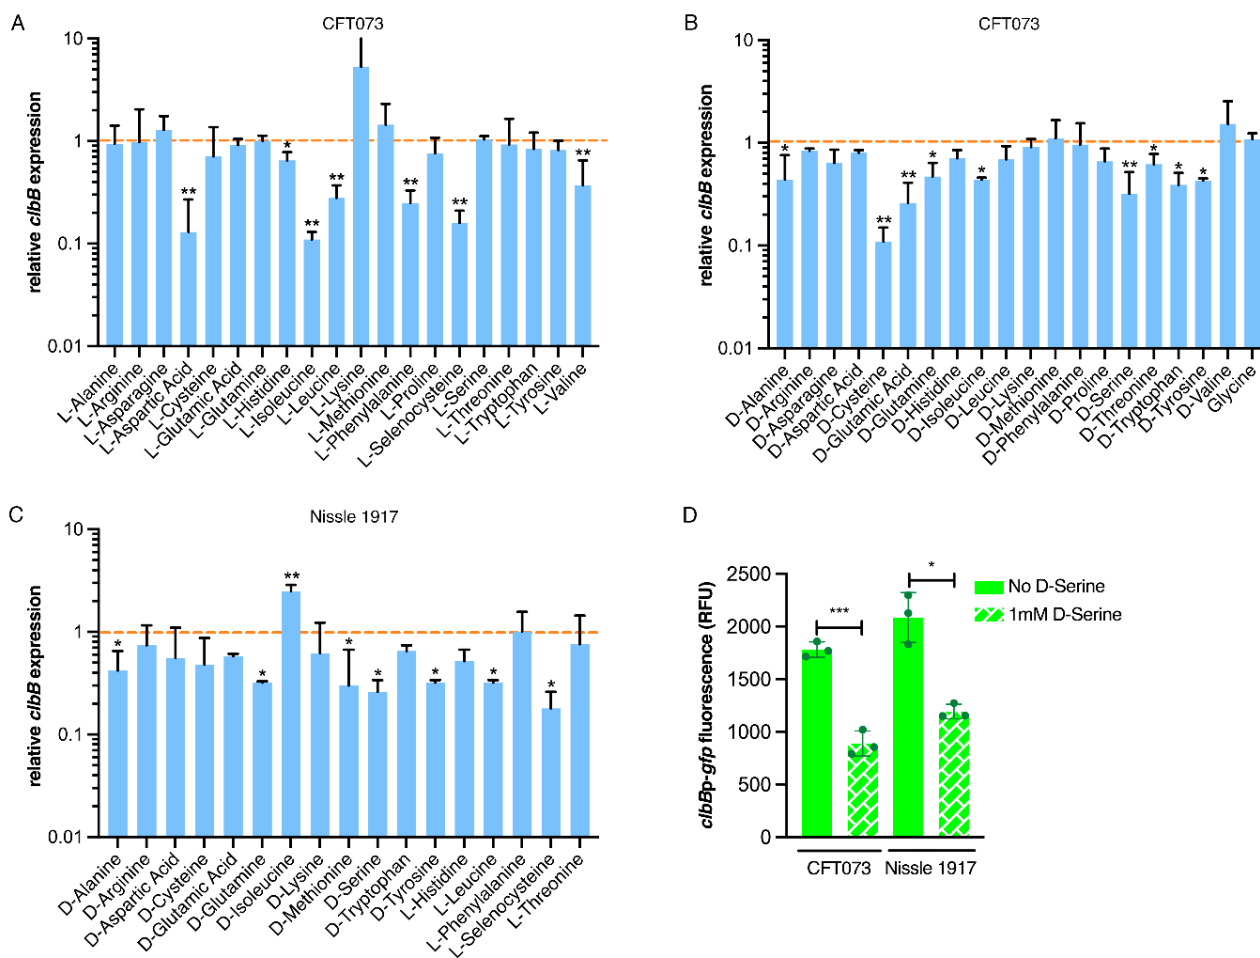 A
CFT073
relative clbB expression
10
1
0.1
0.01
**
*
**
**
**
**
**
L-Alanine
L-Arginine
L-Asparagine
L-Aspartic Acid
L-Cysteine
L-Glutamic Acid
L-Glutamine
L-Histidine
L-Isoleucine
L-Leucine
L-Lysine
L-Methionine
L-Phenylalanine
L-Proline
L-Selenocysteine
L-Serine
L-Threonine
L-Tryptophan
L-Tyrosine
L-Valine
B
CFT073
relative clbB expression
10
1
0.1
0.01
*
**
**
*
*
**
*
*
*
D-Alanine
D-Arginine
D-Asparagine
D-Aspartic Acid
D-Cysteine
D-Glutamic Acid
D-Glutamine
D-Histidine
D-Isoleucine
D-Leucine
D-Lysine
D-Methionine
D-Phenylalanine
D-Proline
D-Serine
D-Threonine
D-Tryptophan
D-Tyrosine
D-Valine
Glycine
C
Nissle 1917
relative clbB expression
10
1
0.1
0.01
*
*
**
*
*
*
*
*
D-Alanine
D-Arginine
D-Aspartic Acid
D-Cysteine
D-Glutamic Acid
D-Glutamine
D-Isoleucine
D-Lysine
D-Methionine
D-Serine
D-Tryptophan
D-Tyrosine
L-Histidine
L-Leucine
L-Phenylalanine
L-Selenocysteine
L-Threonine
D
clbBp-gfp fluorescence (RFU)
2500
2000
1500
1000
500
0
***
*
No D-Serine
1mM D-Serine
CFT073
Nissle 1917